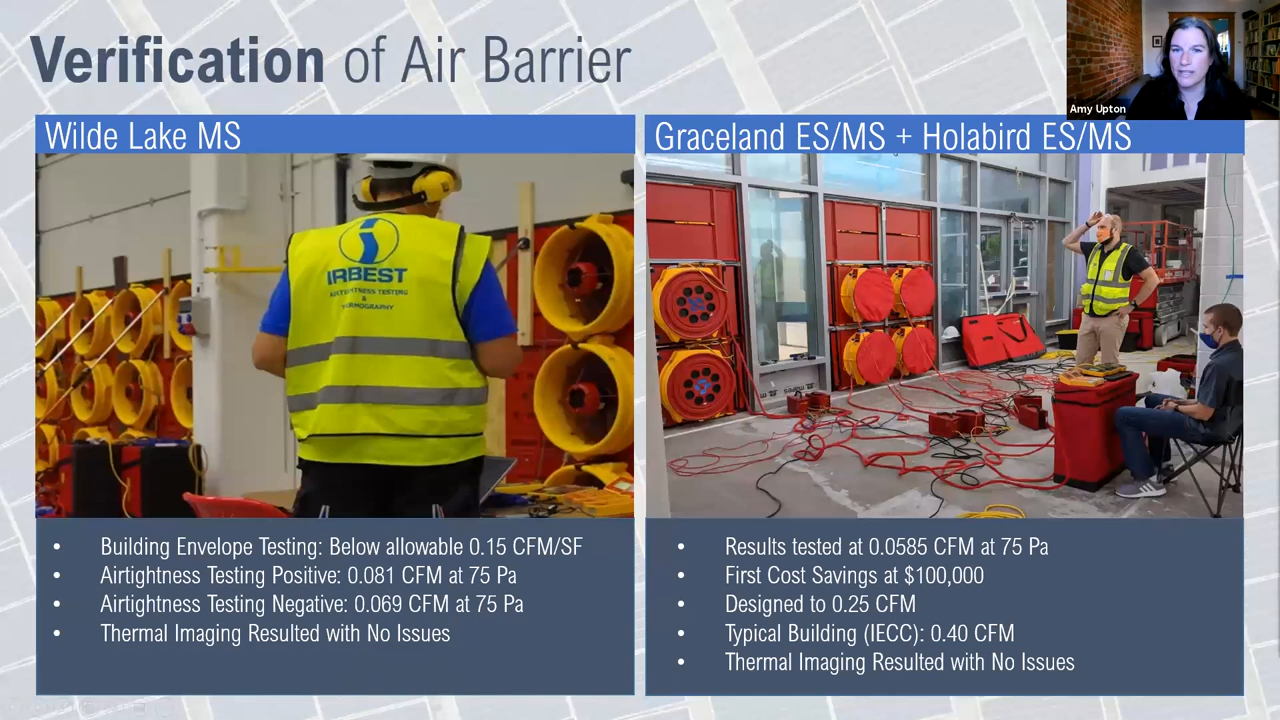 Verification of Air Barrier
Amy Upton
Wilde Lake MS
Graceland ES/MS + Holabird ES/MS
i
IRBEST
AIRTIGHTNESS TESTING
&
THERMOGRAPHY
• Building Envelope Testing: Below allowable 0.15 CFM/SF
• Airtightness Testing Positive: 0.081 CFM at 75 Pa
• Airtightness Testing Negative: 0.069 CFM at 75 Pa
• Thermal Imaging Resulted with No Issues
• Results tested at 0.0585 CFM at 75 Pa
• First Cost Savings at $100,000
• Designed to 0.25 CFM
• Typical Building (IECC): 0.40 CFM
• Thermal Imaging Resulted with No Issues